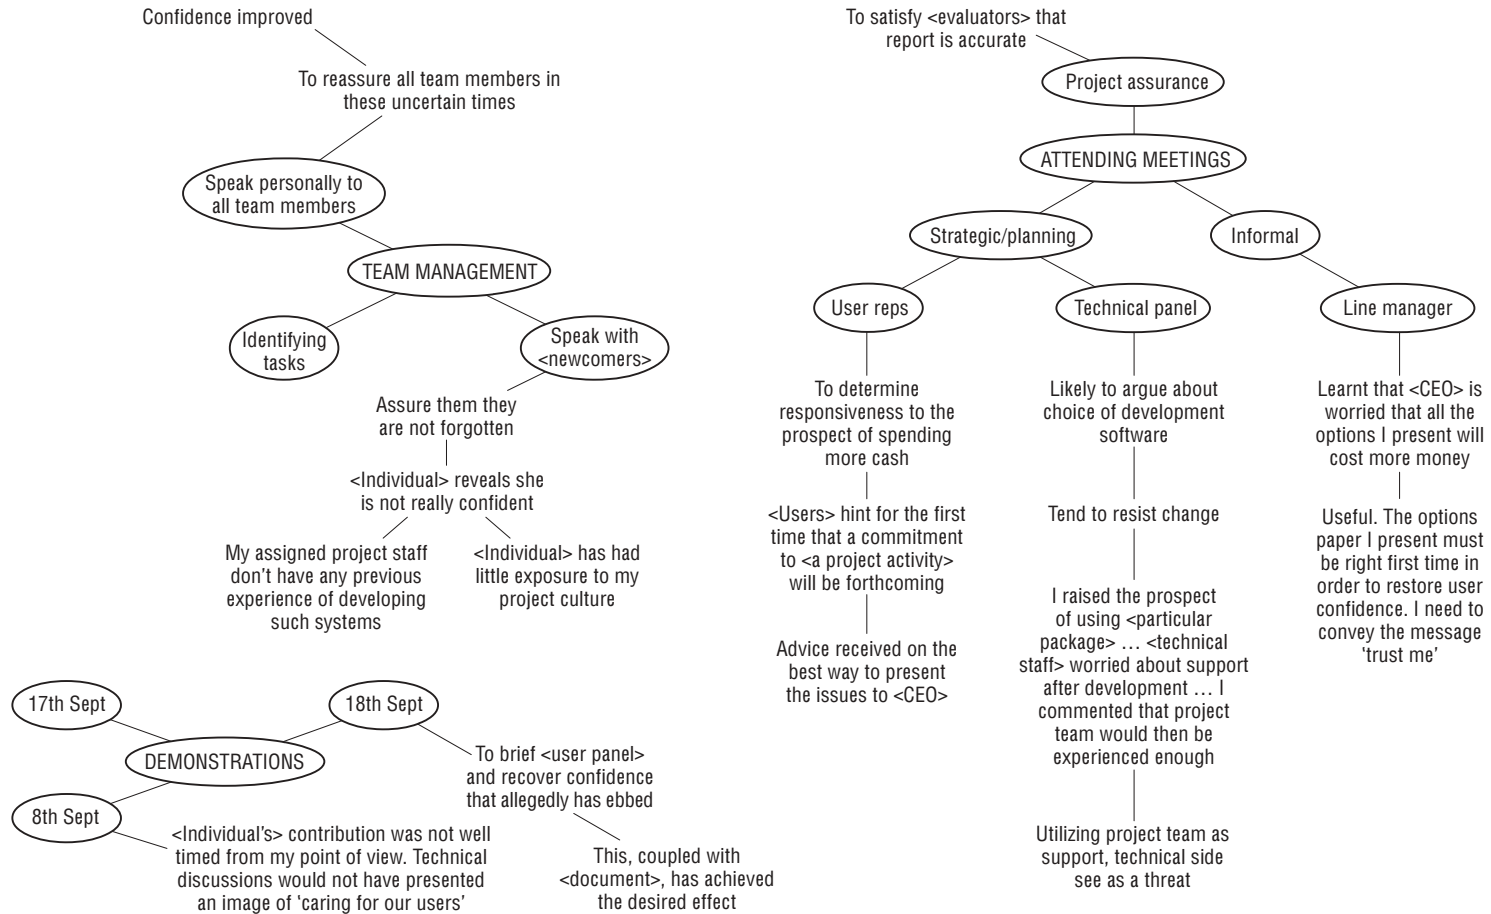 Confidence improved
To reassure all team members in
these uncertain times
Speak personally to
all team members
TEAM MANAGEMENT
Identifying
tasks
Speak with
<newcomers>
Assure them they
are not forgotten
<Individual> reveals she
is not really confident
My assigned project staff
don't have any previous
experience of developing
such systems
<Individual> has had
little exposure to my
project culture
17th Sept
18th Sept
DEMONSTRATIONS
8th Sept
To brief <user panel>
and recover confidence
that allegedly has ebbed
<Individual's> contribution was not well
timed from my point of view. Technical
discussions would not have presented
an image of 'caring for our users'
This, coupled with
<document>, has achieved
the desired effect
To satisfy <evaluators> that
report is accurate
Project assurance
ATTENDING MEETINGS
Strategic/planning
Informal
User reps
Technical panel
Line manager
To determine
responsiveness to the
prospect of spending
more cash
<Users> hint for the first
time that a commitment
to <a project activity>
will be forthcoming
Advice received on the
best way to present
the issues to <CEO>
Likely to argue about
choice of development
software
Tend to resist change
I raised the prospect
of using <particular
package> … <technical
staff> worried about support
after development … I
commented that project
team would then be
experienced enough
Utilizing project team as
support, technical side
see as a threat
Learnt that <CEO> is
worried that all the
options I present will
cost more money
Useful. The options
paper I present must
be right first time in
order to restore user
confidence. I need to
convey the message
'trust me'